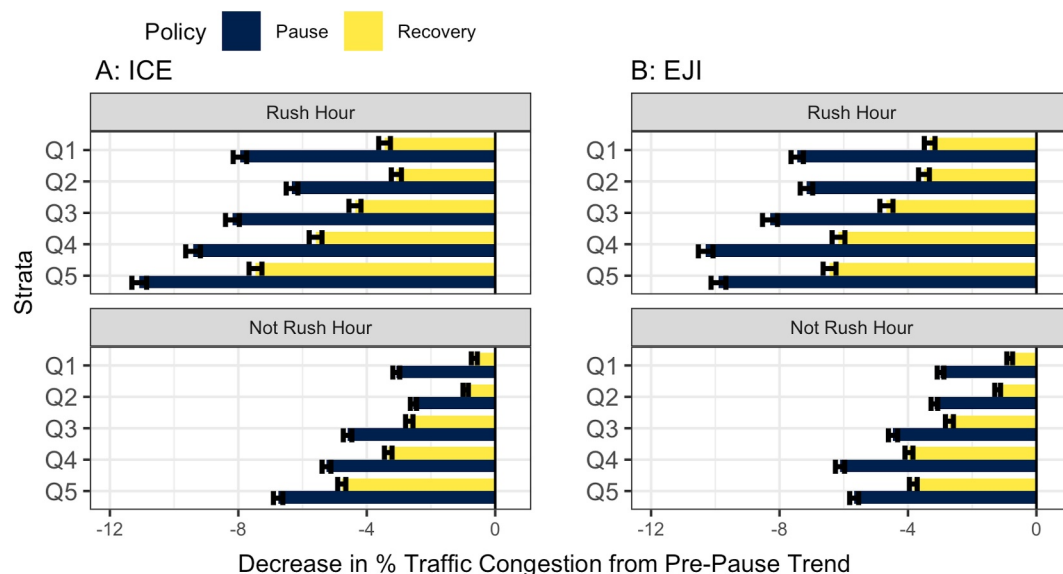 Policy Pause Recovery
A: ICE
B: EJI
Strata
Rush Hour
Q1
Q2
Q3
Q4
Q5
Not Rush Hour
Q1
Q2
Q3
Q4
Q5
-12 -8 -4 0
Rush Hour
Q1
Q2
Q3
Q4
Q5
Not Rush Hour
Q1
Q2
Q3
Q4
Q5
-12 -8 -4 0
Decrease in % Traffic Congestion from Pre-Pause Trend